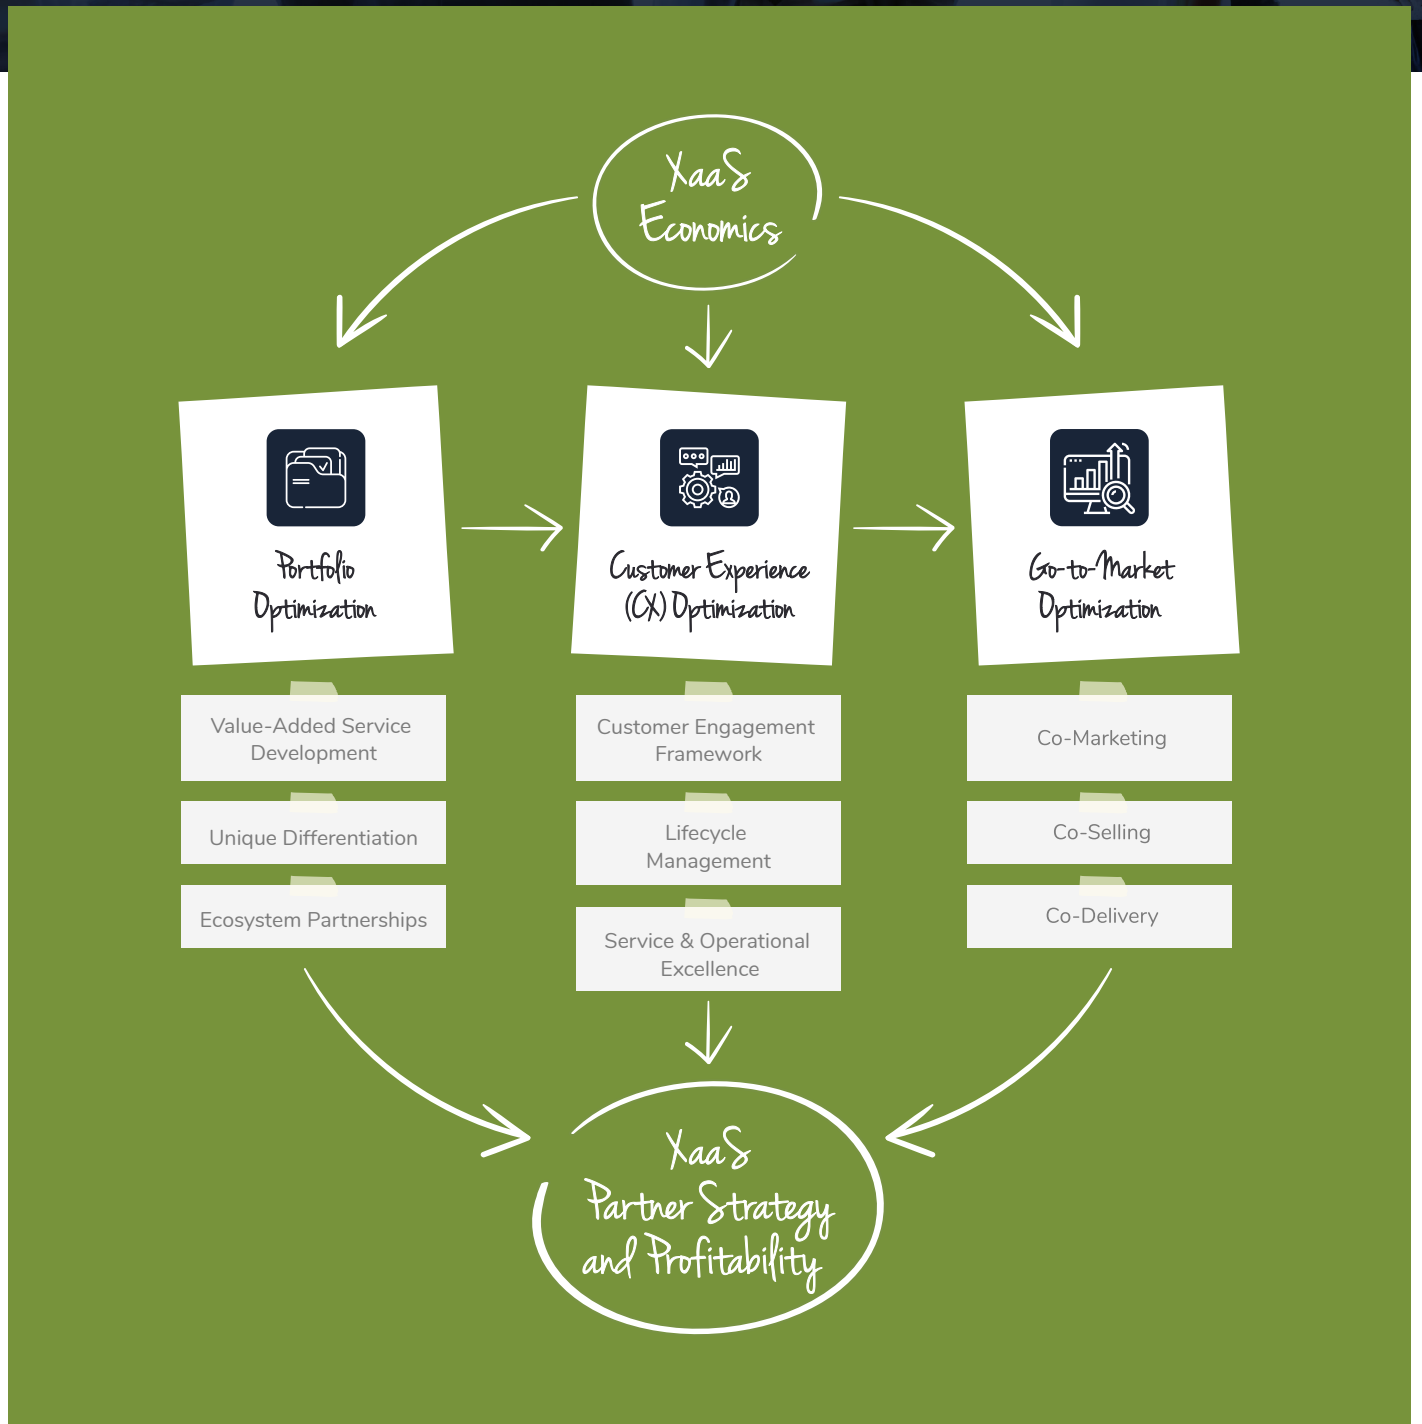 XaaS
Economics
Portfolio
Optimization
Customer Experience
(CX) Optimization
Go-to-Market
Optimization
Value-Added Service
Development
Unique Differentiation
Ecosystem Partnerships
Customer Engagement
Framework
Lifecycle
Management
Service & Operational
Excellence
Co-Marketing
Co-Selling
Co-Delivery
XaaS
Partner Strategy
and Profitability